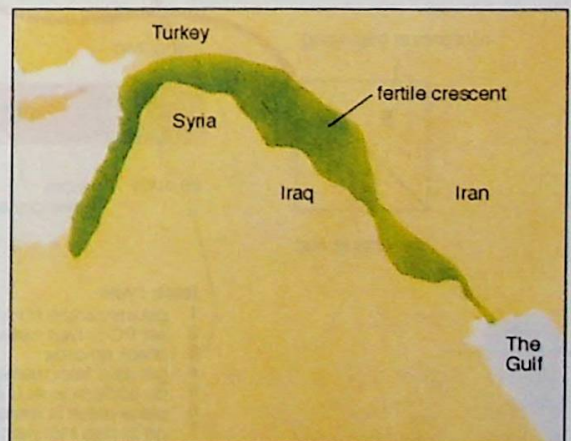 Turkey
fertile crescent
Syria
Iraq
Iran
The
Gulf